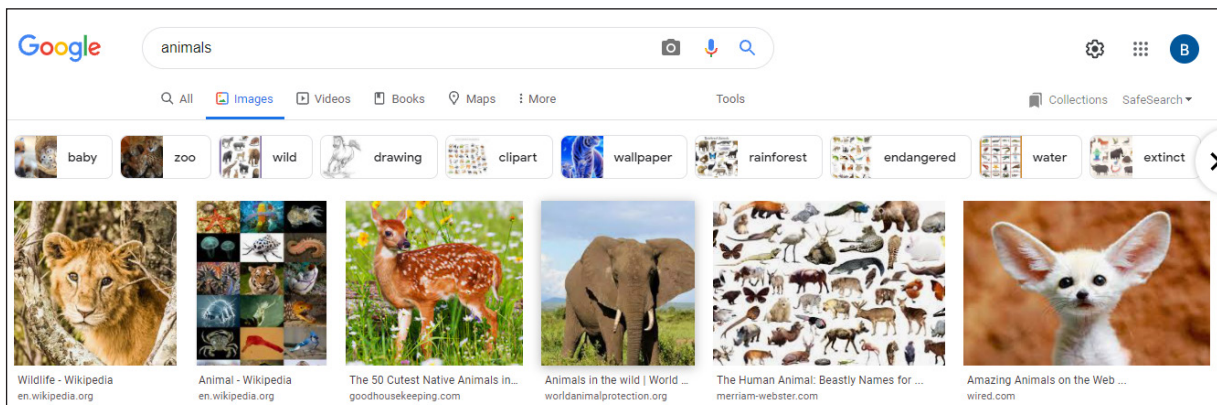 Google
animals
B
All Images Videos Books Maps More Tools Collections SafeSearch
baby zoo wild drawing clipart wallpaper rainforest endangered water extinct
Wildlife - Wikipedia
en.wikipedia.org
Animal - Wikipedia
en.wikipedia.org
The 50 Cutest Native Animals in...
goodhousekeeping.com
Animals in the wild | World ...
worldanimalprotection.org
The Human Animal: Beastly Names for ...
merriam-webster.com
Amazing Animals on the Web ...
wired.com